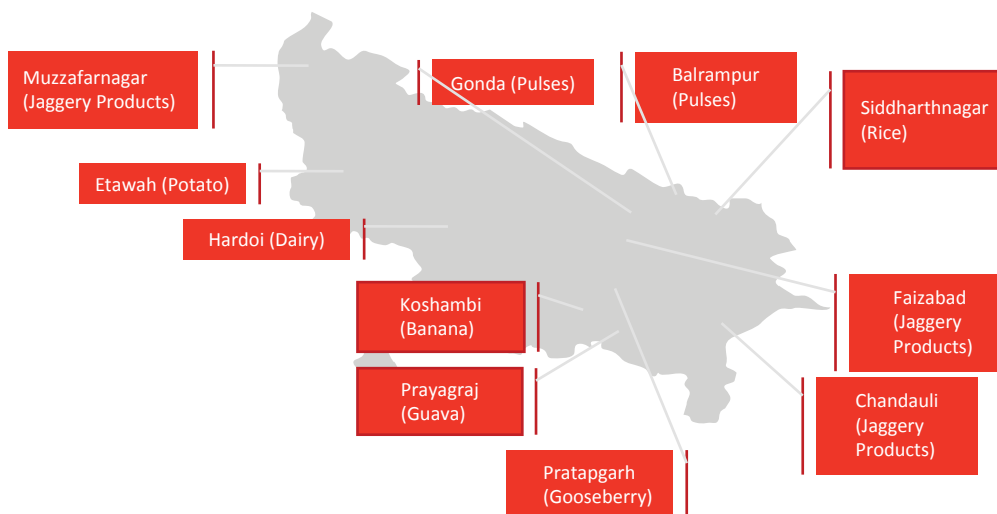 Muzzafarnagar
(Jaggery Products)
Gonda (Pulses)
Balrampur
(Pulses)
Siddharthnagar
(Rice)
Etawah (Potato)
Hardoi (Dairy)
Koshambi
(Banana)
Faizabad
(Jaggery
Products)
Prayagraj
(Guava)
Chandauli
(Jaggery
Products)
Pratapgarh
(Gooseberry)